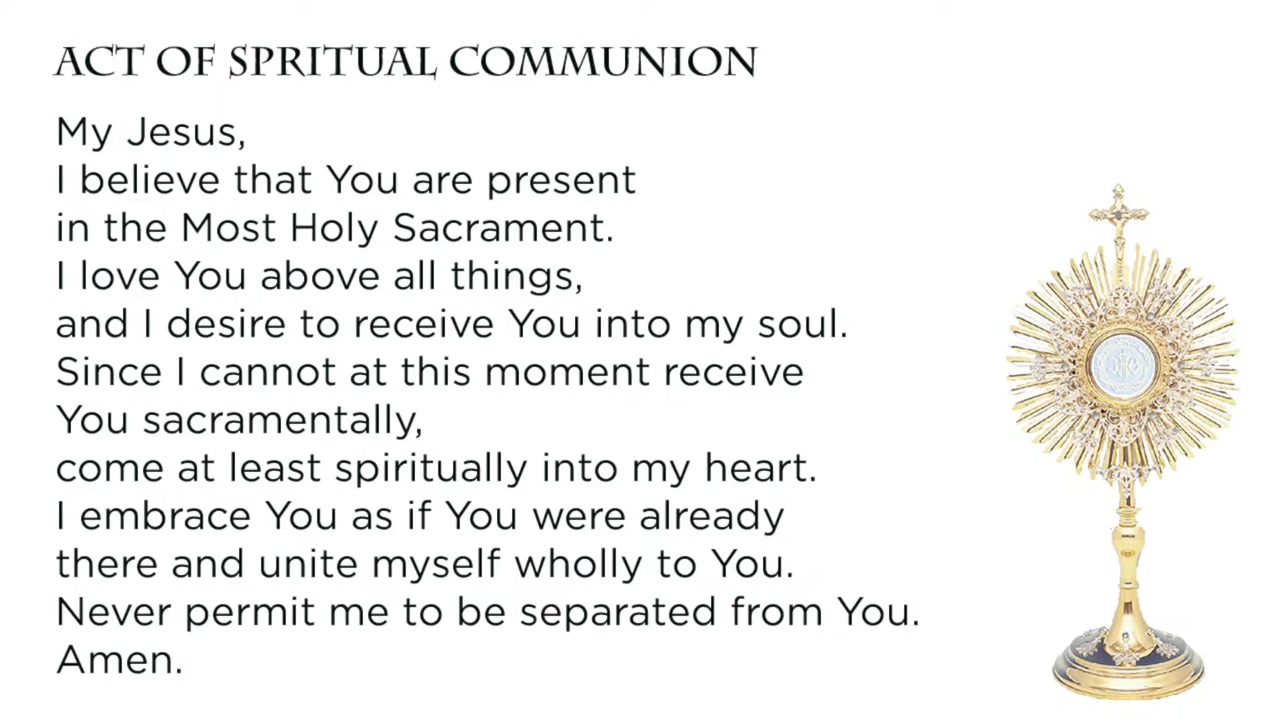 ACT OF SPRITUAL COMMUNION
My Jesus,
I believe that You are present
in the Most Holy Sacrament.
I love You above all things,
and I desire to receive You into my soul.
Since I cannot at this moment receive
You sacramentally,
come at least spiritually into my heart.
I embrace You as if You were already
there and unite myself wholly to You.
Never permit me to be separated from You.
Amen.